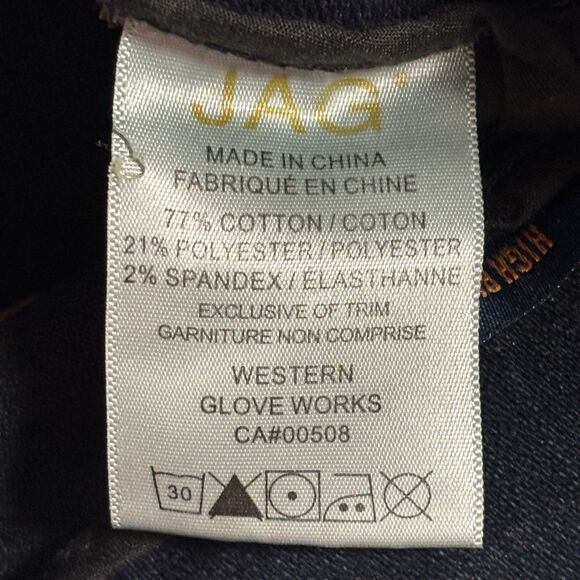 JAG
MADE IN CHINA
FABRIQUÉ EN CHINE
77% COTTON / COTON
21% POLYESTER / POLYESTER
2% SPANDEX / ÉLASTHANNE
EXCLUSIVE OF TRIM
GARNITURE NON COMPRISE
WESTERN
GLOVE WORKS
CA#00508
30
HIGH